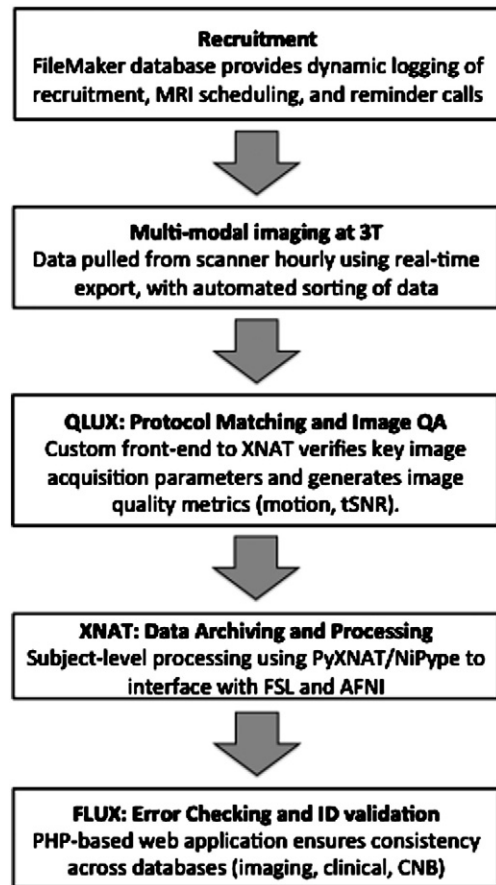 Recruitment
FileMaker database provides dynamic logging of
recruitment, MRI scheduling, and reminder calls
Multi-modal imaging at 3T
Data pulled from scanner hourly using real-time
export, with automated sorting of data
QLUX: Protocol Matching and Image QA
Custom front-end to XNAT verifies key image
acquisition parameters and generates image
quality metrics (motion, tSNR).
XNAT: Data Archiving and Processing
Subject-level processing using PyXNAT/NiPype to
interface with FSL and AFNI
FLUX: Error Checking and ID validation
PHP-based web application ensures consistency
across databases (imaging, clinical, CNB)